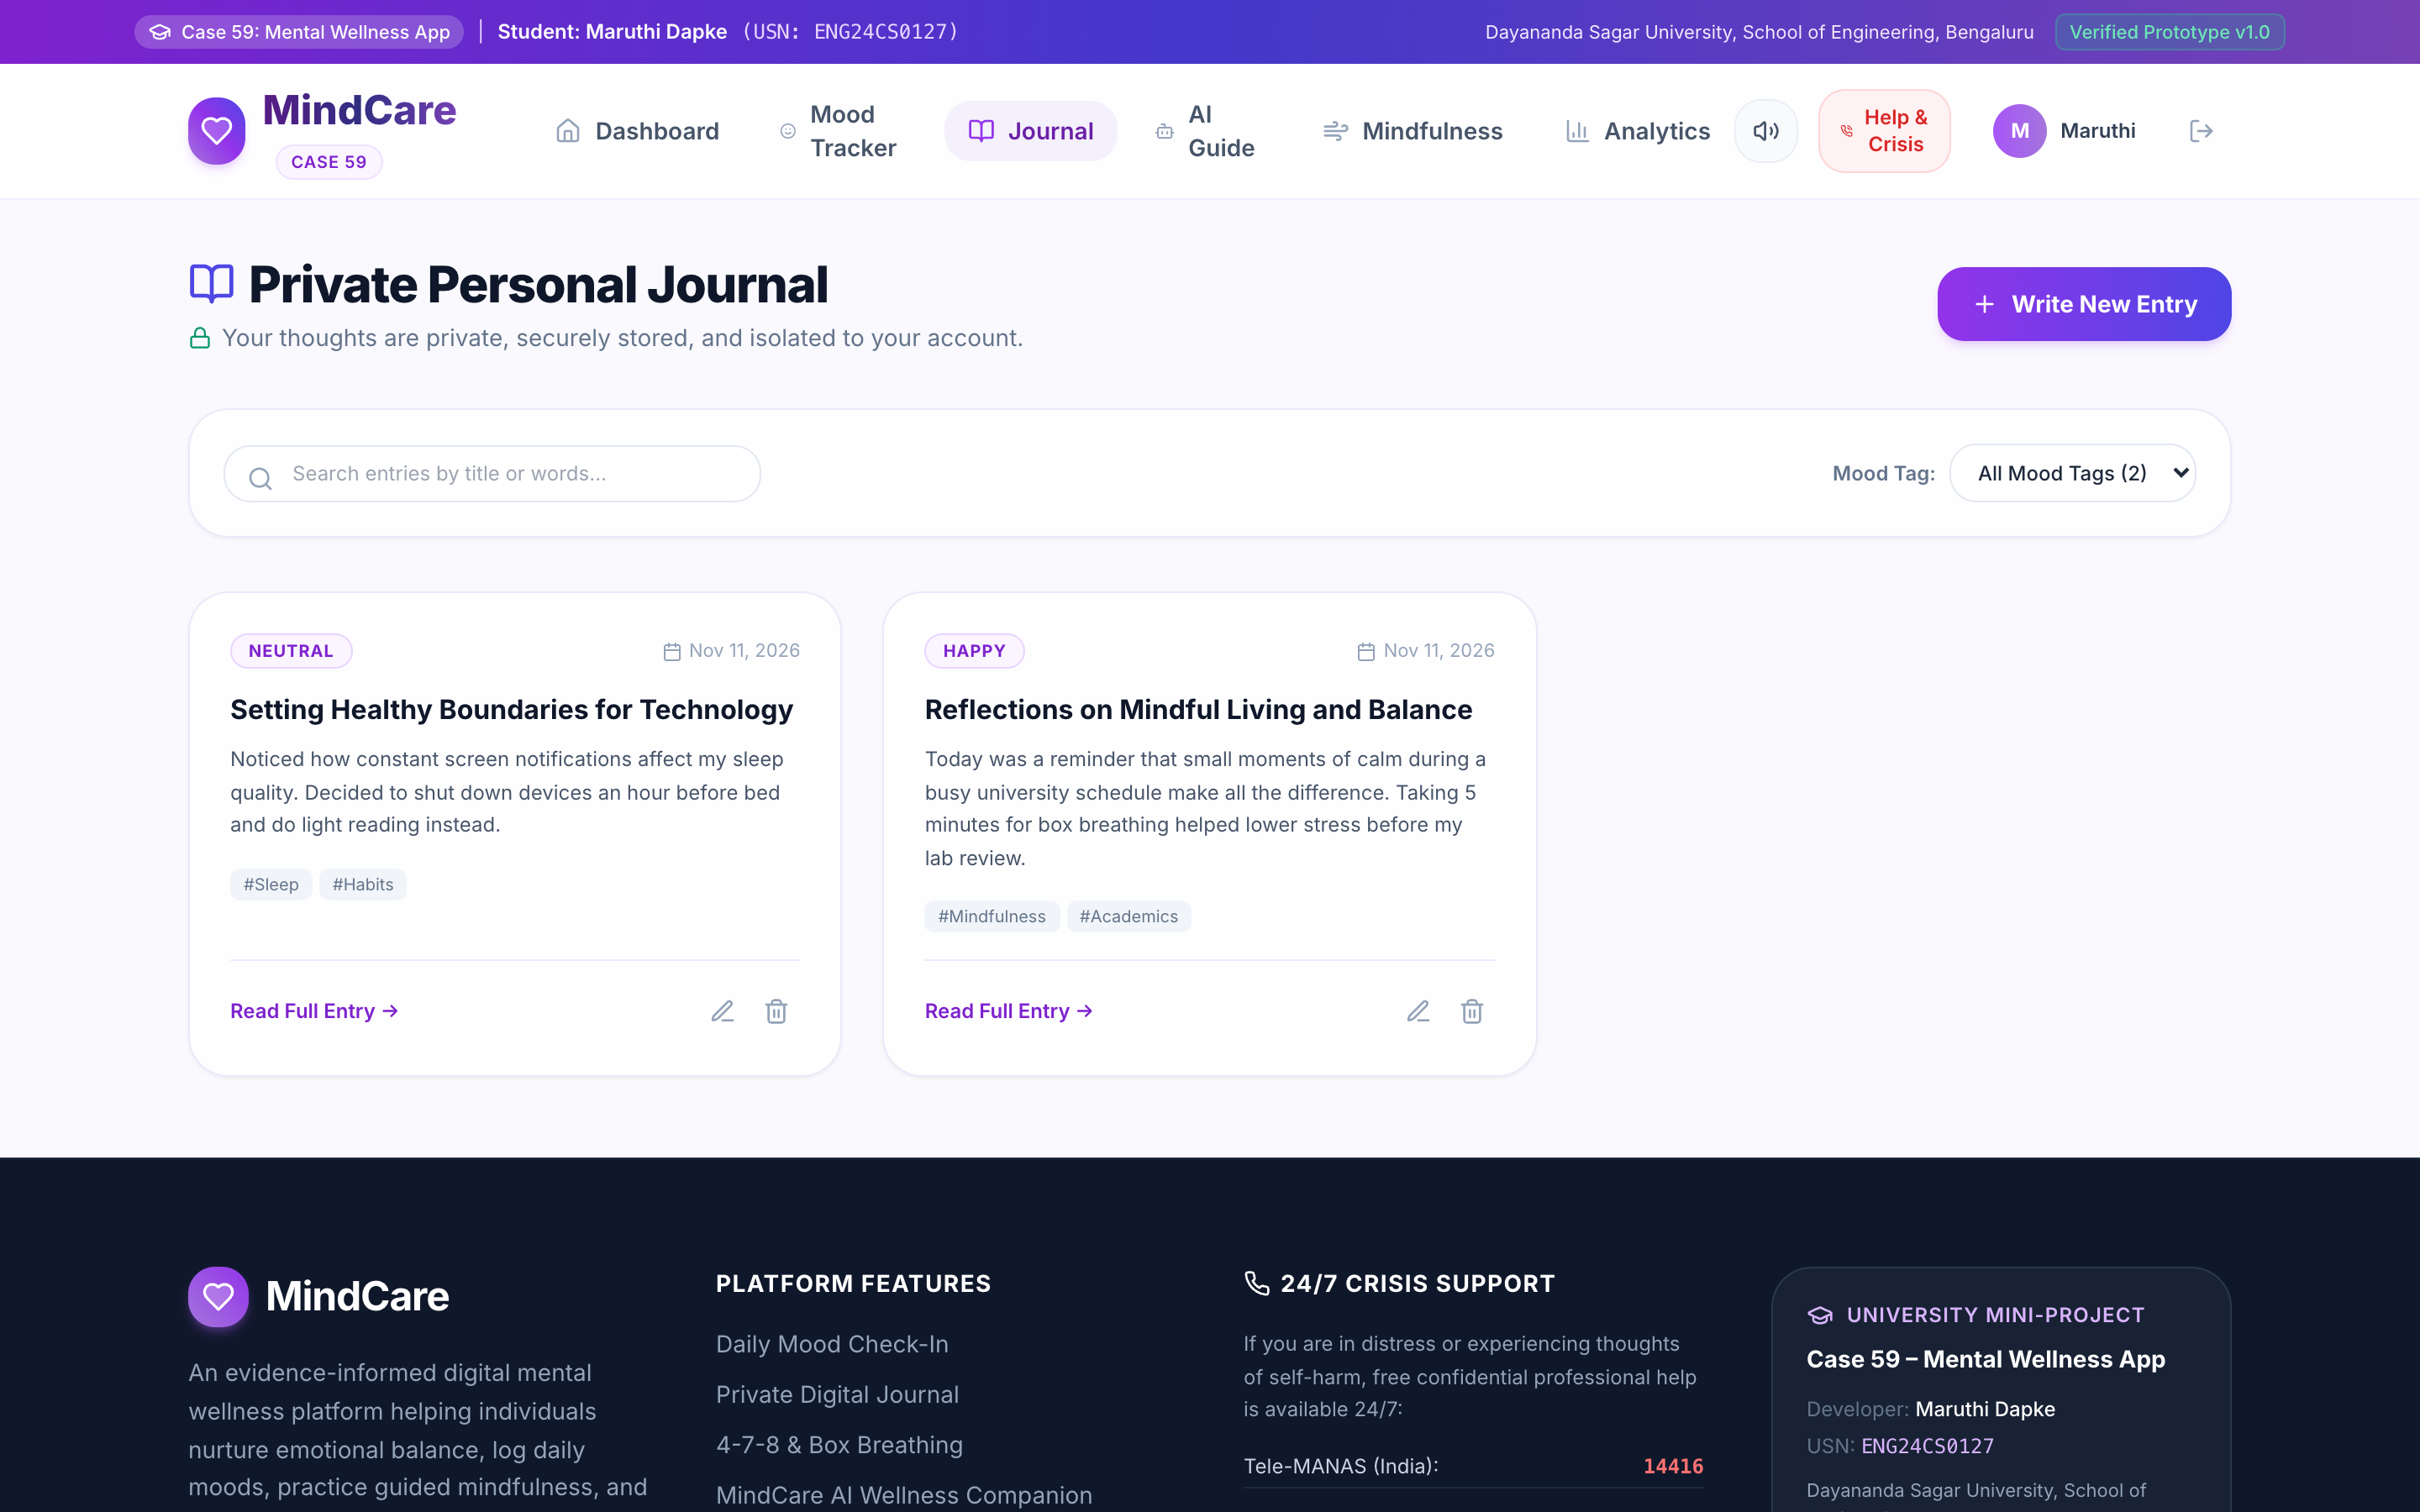 Case 59: Mental Wellness App
Student: Maruthi Dapke (USN: ENG24CS0127)
Dayananda Sagar University, School of Engineering, Bengaluru
Verified Prototype v1.0
MindCare
CASE 59
Dashboard
Mood
Tracker
Journal
AI
Guide
Mindfulness
Analytics
Help &
Crisis
M
Maruthi
Private Personal Journal
Your thoughts are private, securely stored, and isolated to your account.
Write New Entry
Search entries by title or words...
Mood Tag:
All Mood Tags (2)
NEUTRAL
Nov 11, 2026
Setting Healthy Boundaries for Technology
Noticed how constant screen notifications affect my sleep
quality. Decided to shut down devices an hour before bed
and do light reading instead.
#Sleep
#Habits
Read Full Entry →
HAPPY
Nov 11, 2026
Reflections on Mindful Living and Balance
Today was a reminder that small moments of calm during a
busy university schedule make all the difference. Taking 5
minutes for box breathing helped lower stress before my
lab review.
#Mindfulness
#Academics
Read Full Entry →
MindCare
An evidence-informed digital mental
wellness platform helping individuals
nurture emotional balance, log daily
moods, practice guided mindfulness, and
PLATFORM FEATURES
Daily Mood Check-In
Private Digital Journal
4-7-8 & Box Breathing
MindCare AI Wellness Companion
24/7 CRISIS SUPPORT
If you are in distress or experiencing thoughts
of self-harm, free confidential professional help
is available 24/7:
Tele-MANAS (India): 14416
UNIVERSITY MINI-PROJECT
Case 59 – Mental Wellness App
Developer: Maruthi Dapke
USN: ENG24CS0127
Dayananda Sagar University, School of